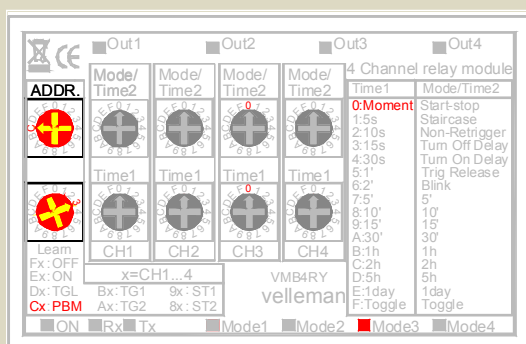 Out1 Out2 Out3 Out4
4 Channel relay module
ADDR.
Mode/ Time2 Mode/ Time2 Mode/ Time2 Mode/ Time2
Time1 Time1 Time1 Time1
CH1 CH2 CH3 CH4
Time1 Mode/Time2
0:Moment Start-stop
1:5s Staircase
2:10s Non-Retrigger
3:15s Turn Off Delay
4:30s Turn On Delay
5:1' Trig Release
6:2' Blink
7:5' 5'
8:10' 10'
9:15' 15'
A:30' 30'
B:1h 1h
C:2h 2h
D:5h 5h
E:1day 1day
F:Toggle Toggle
Learn
Fx:OFF
Ex:ON
Dx:TGL
Cx:PBM
x=CH1...4
Bx:TG1 9x:ST1
Ax:TG2 8x:ST2
VMB4RY
velleman
ON Rx Tx Mode1 Mode2 Mode3 Mode4